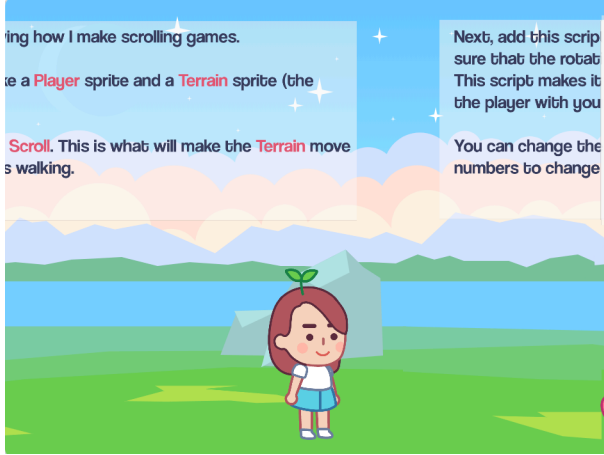 ying how I make scrolling games.
ke a Player sprite and a Terrain sprite (the
Scroll. This is what will make the Terrain move
s walking.
Next, add this script
sure that the rotat
This script makes it
the player with you
You can change the
numbers to change